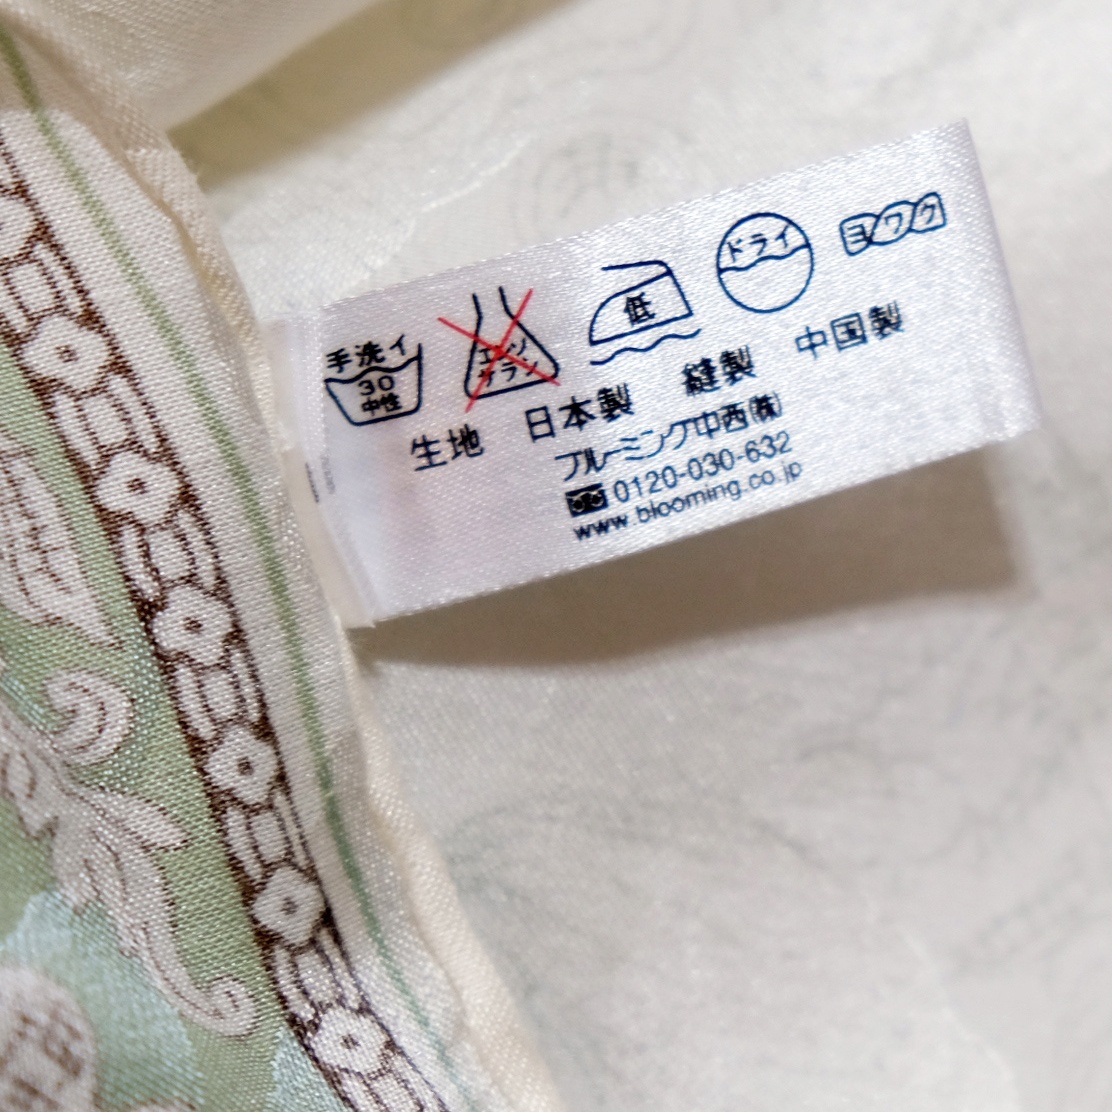 手洗イ
30
中性
エンソ
サラシ
低
ドライ
ヨワク
生地 日本製 縫製 中国製
ブルーミング中西(株)
0120-030-632
www.blooming.co.jp